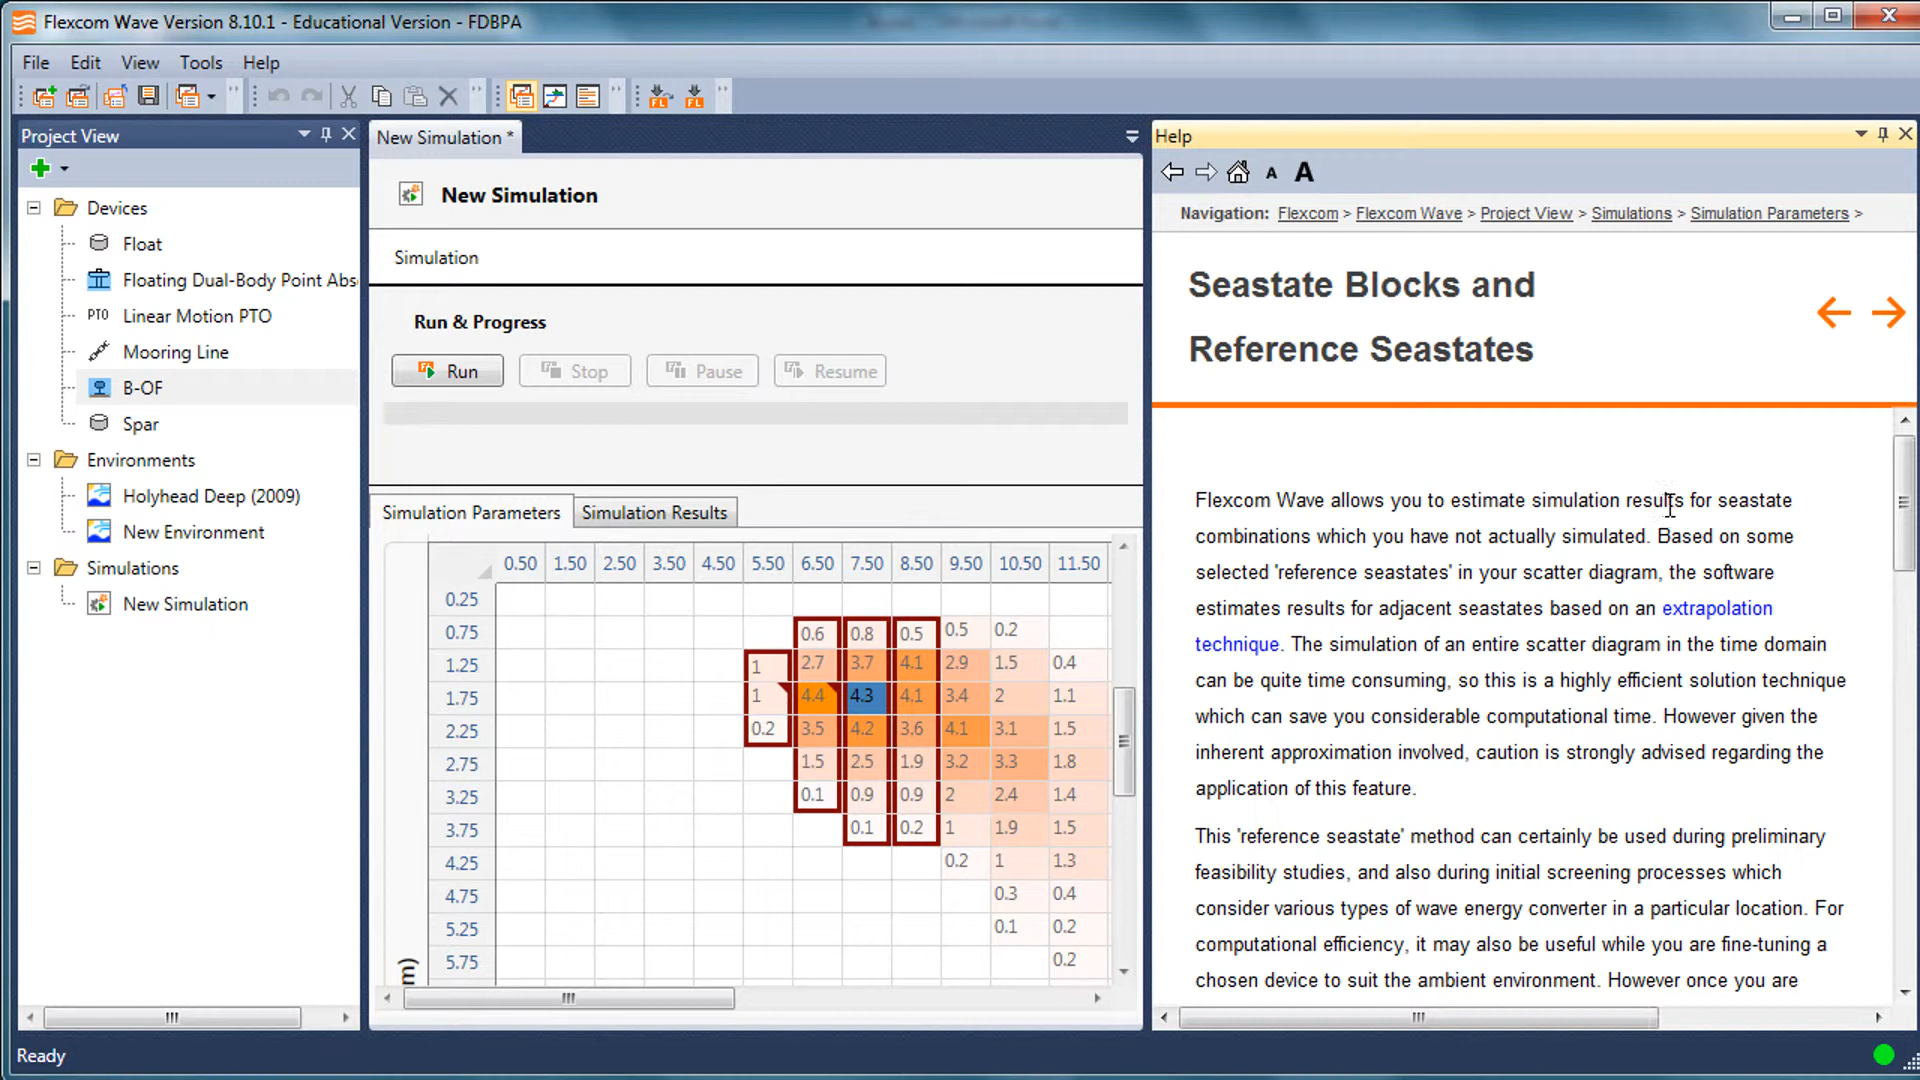 Flexcom Wave Version 8.10.1 - Educational Version - FDBPA
File Edit View Tools Help
Project View
Devices
Float
Floating Dual-Body Point Abs
PTO Linear Motion PTO
Mooring Line
B-OF
Spar
Environments
Holyhead Deep (2009)
New Environment
Simulations
New Simulation
New Simulation *
New Simulation
Simulation
Run & Progress
Run Stop Pause Resume
Simulation Parameters Simulation Results
0.50 1.50 2.50 3.50 4.50 5.50 6.50 7.50 8.50 9.50 10.50 11.50
0.25
0.75 0.6 0.8 0.5 0.5 0.2
1.25 1 2.7 3.7 4.1 2.9 1.5 0.4
1.75 1 4.4 4.3 4.1 3.4 2 1.1
2.25 0.2 3.5 4.2 3.6 4.1 3.1 1.5
2.75 1.5 2.5 1.9 3.2 3.3 1.8
3.25 0.1 0.9 0.9 2 2.4 1.4
3.75 0.1 0.2 1 1.9 1.5
4.25 0.2 1 1.3
4.75 0.3 0.4
5.25 0.1 0.2
5.75 0.2
m)
Help
A A
Navigation: Flexcom > Flexcom Wave > Project View > Simulations > Simulation Parameters >
Seastate Blocks and
Reference Seastates
Flexcom Wave allows you to estimate simulation results for seastate
combinations which you have not actually simulated. Based on some
selected 'reference seastates' in your scatter diagram, the software
estimates results for adjacent seastates based on an extrapolation
technique. The simulation of an entire scatter diagram in the time domain
can be quite time consuming, so this is a highly efficient solution technique
which can save you considerable computational time. However given the
inherent approximation involved, caution is strongly advised regarding the
application of this feature.
This 'reference seastate' method can certainly be used during preliminary
feasibility studies, and also during initial screening processes which
consider various types of wave energy converter in a particular location. For
computational efficiency, it may also be useful while you are fine-tuning a
chosen device to suit the ambient environment. However once you are
Ready